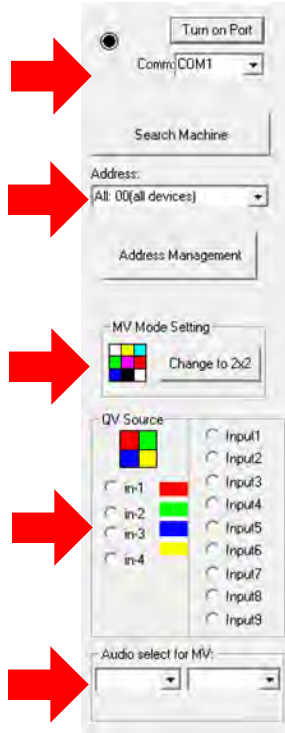 Turn on Port
Comm: COM1
Search Machine
Address:
All: 00(all devices)
Address Management
MV Mode Setting
Change to 2x2
QV Source
in-1
in-2
in-3
in-4
Input1
Input2
Input3
Input4
Input5
Input6
Input7
Input8
Input9
Audio select for MV: